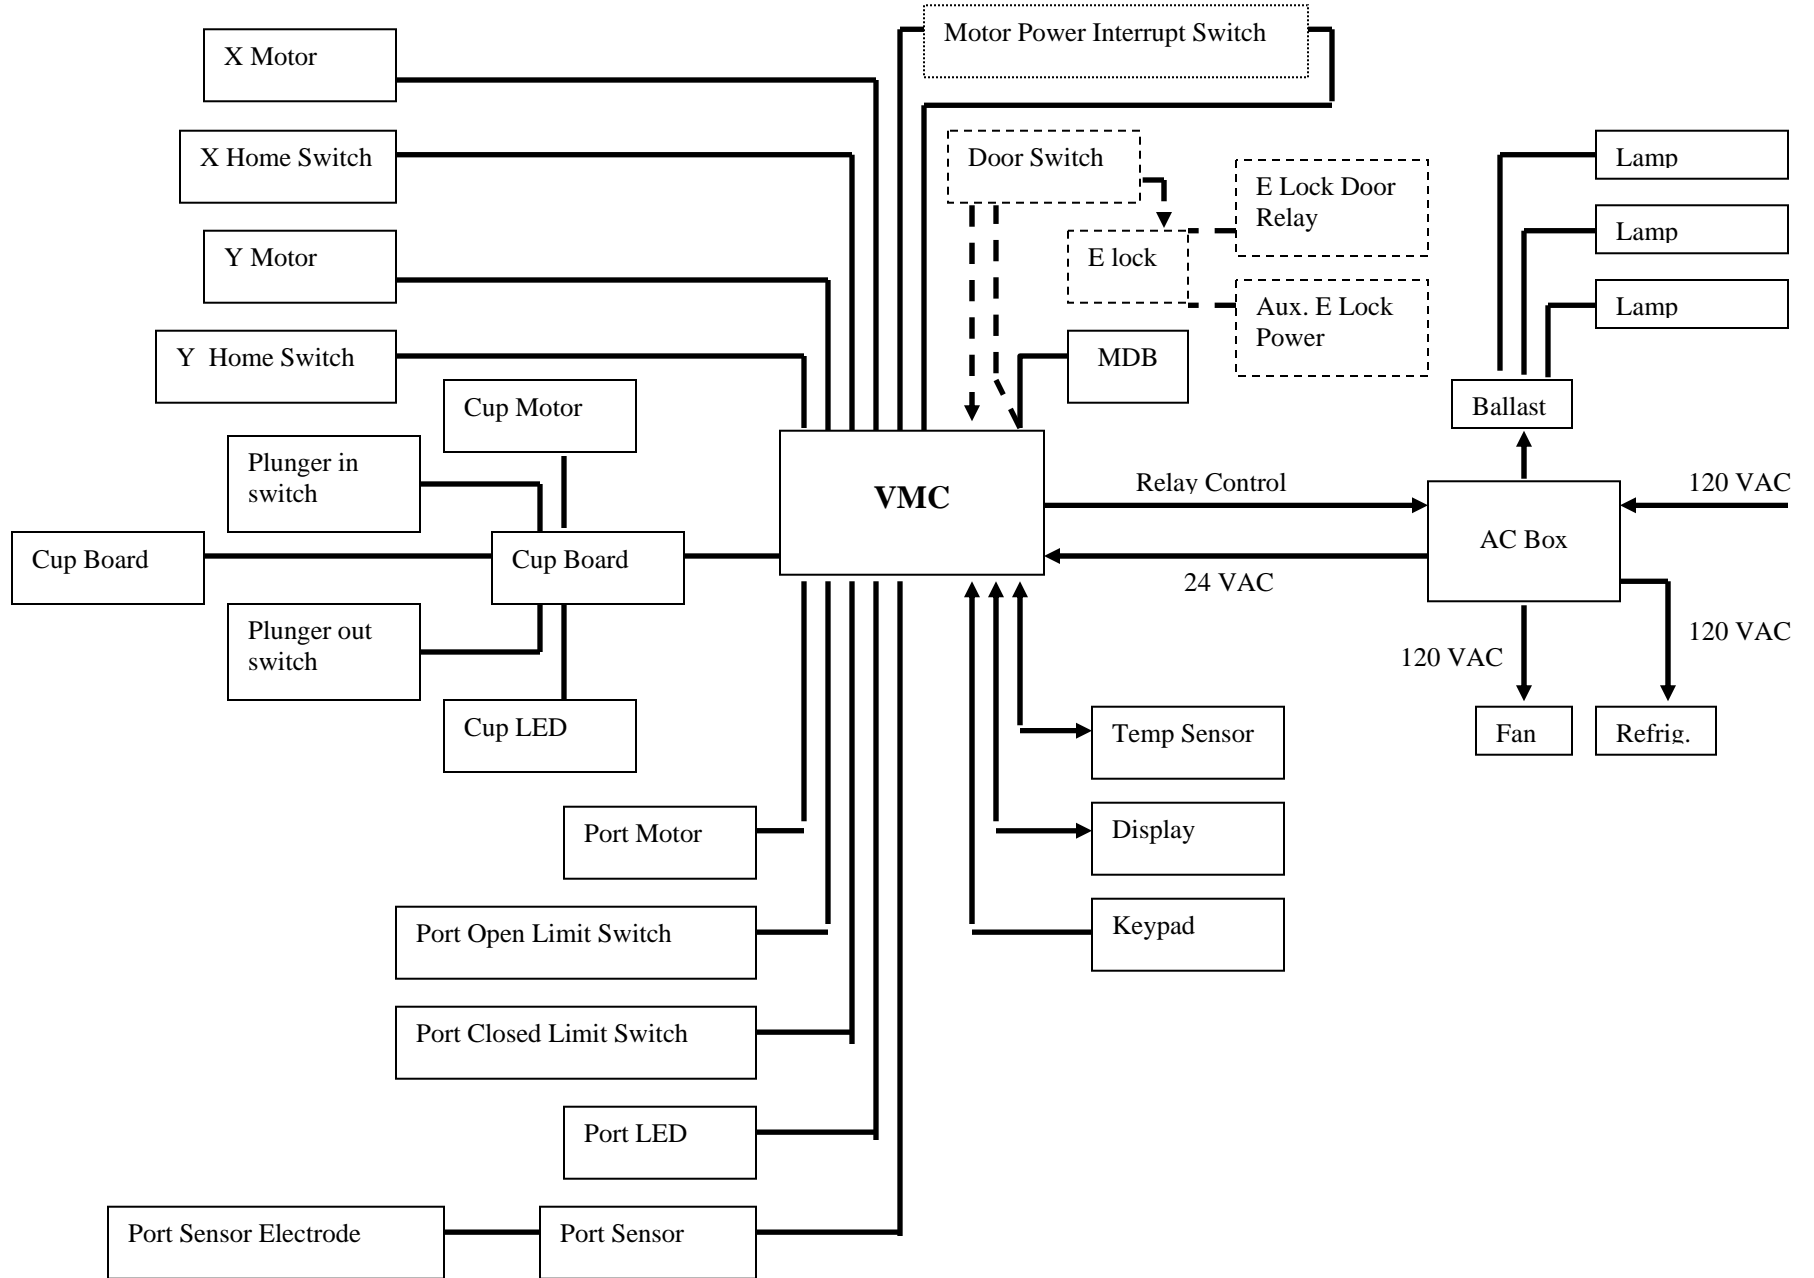 Motor Power Interrupt Switch
X Motor
X Home Switch
Door Switch
Lamp
E Lock Door
Relay
Lamp
Y Motor
E lock
Aux. E Lock
Power
Lamp
Y Home Switch
MDB
Cup Motor
Ballast
Plunger in
switch
VMC
Relay Control
120 VAC
AC Box
Cup Board
Cup Board
24 VAC
Plunger out
switch
120 VAC
120 VAC
Cup LED
Temp Sensor
Fan
Refrig.
Port Motor
Display
Port Open Limit Switch
Keypad
Port Closed Limit Switch
Port LED
Port Sensor Electrode
Port Sensor